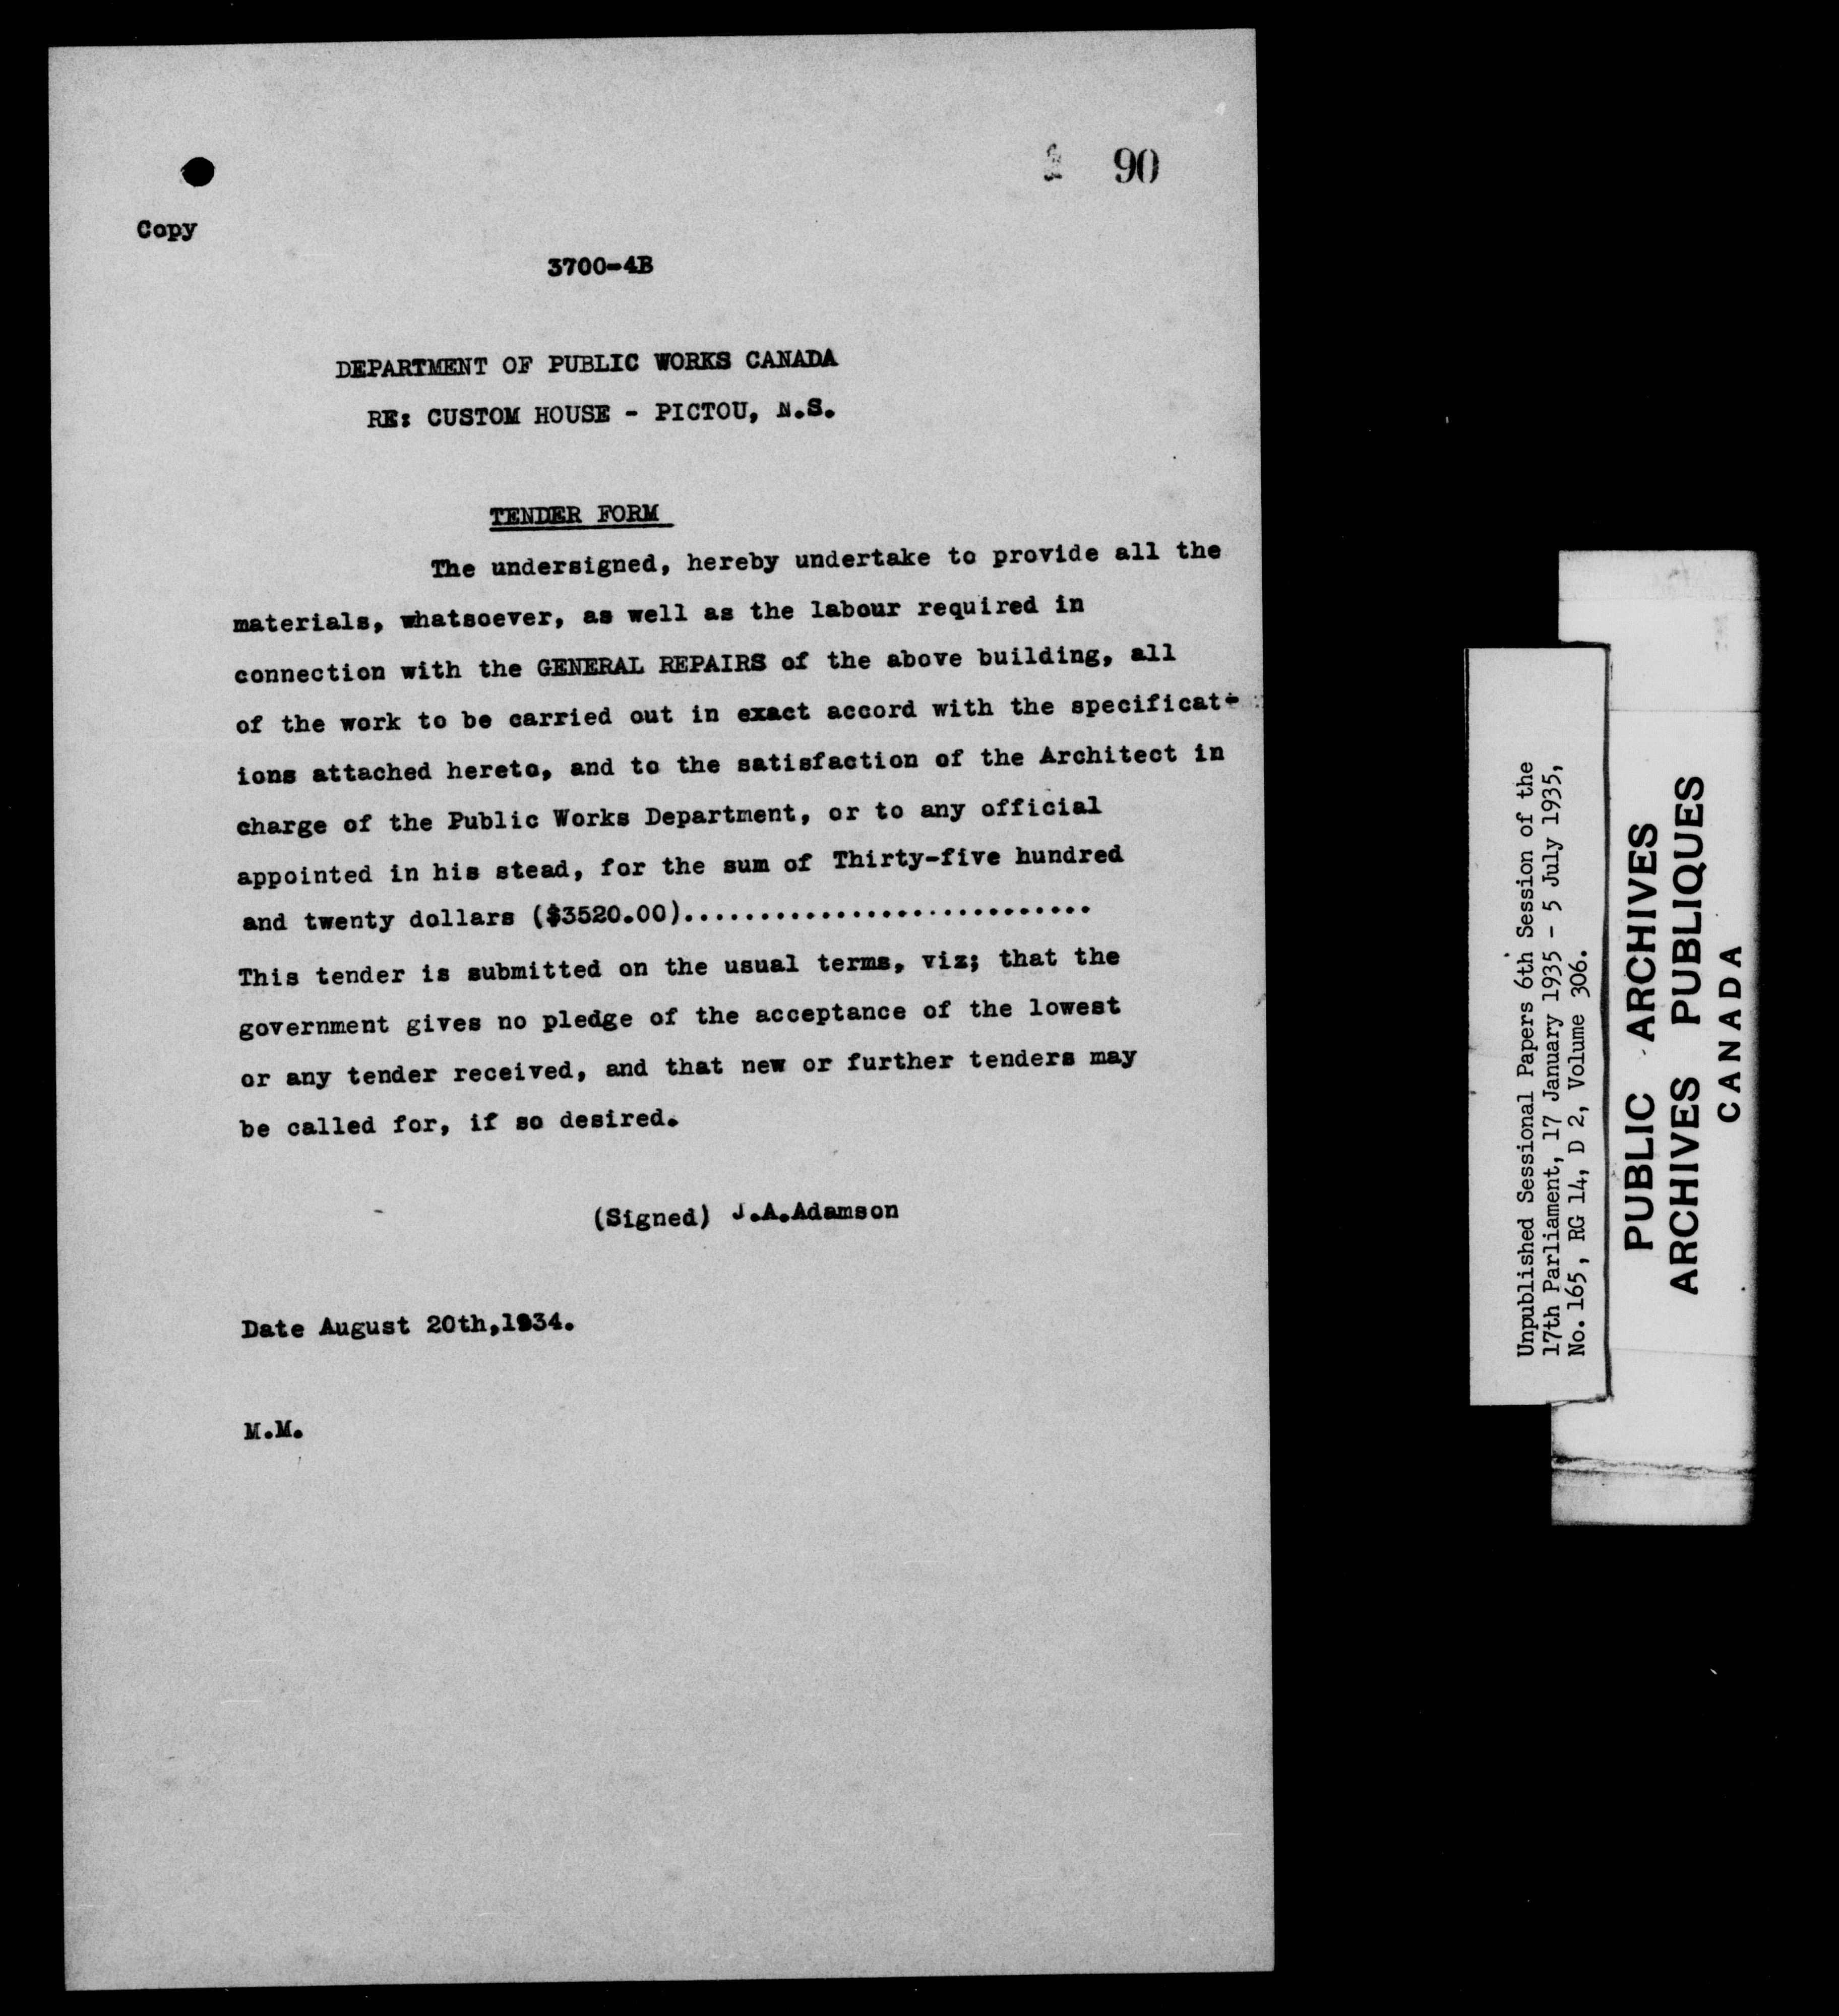 90
Copy
3700-4B
DEPARTMENT OF PUBLIC WORKS CANADA
RE: CUSTOM HOUSE - PICTOU, N.S.
TENDER FORM
The undersigned, hereby undertake to provide all the
materials, whatsoever, as well as the labour required in
connection with the GENERAL REPAIRS of the above building, all
of the work to be carried out in exact accord with the specificat-
ions attached hereto, and to the satisfaction of the Architect in
charge of the Public Works Department, or to any official
appointed in his stead, for the sum of Thirty-five hundred
and twenty dollars ($3520.00)............................
This tender is submitted on the usual terms, viz; that the
government gives no pledge of the acceptance of the lowest
or any tender received, and that new or further tenders may
be called for, if so desired.
(Signed) J.A.Adamson
Date August 20th,1934.
M.M.
Unpublished Sessional Papers 6th Session of the
17th Parliament, 17 January 1935 - 5 July 1935,
No. 165, RG 14, D 2, Volume 306.
PUBLIC ARCHIVES
ARCHIVES PUBLIQUES
CANADA